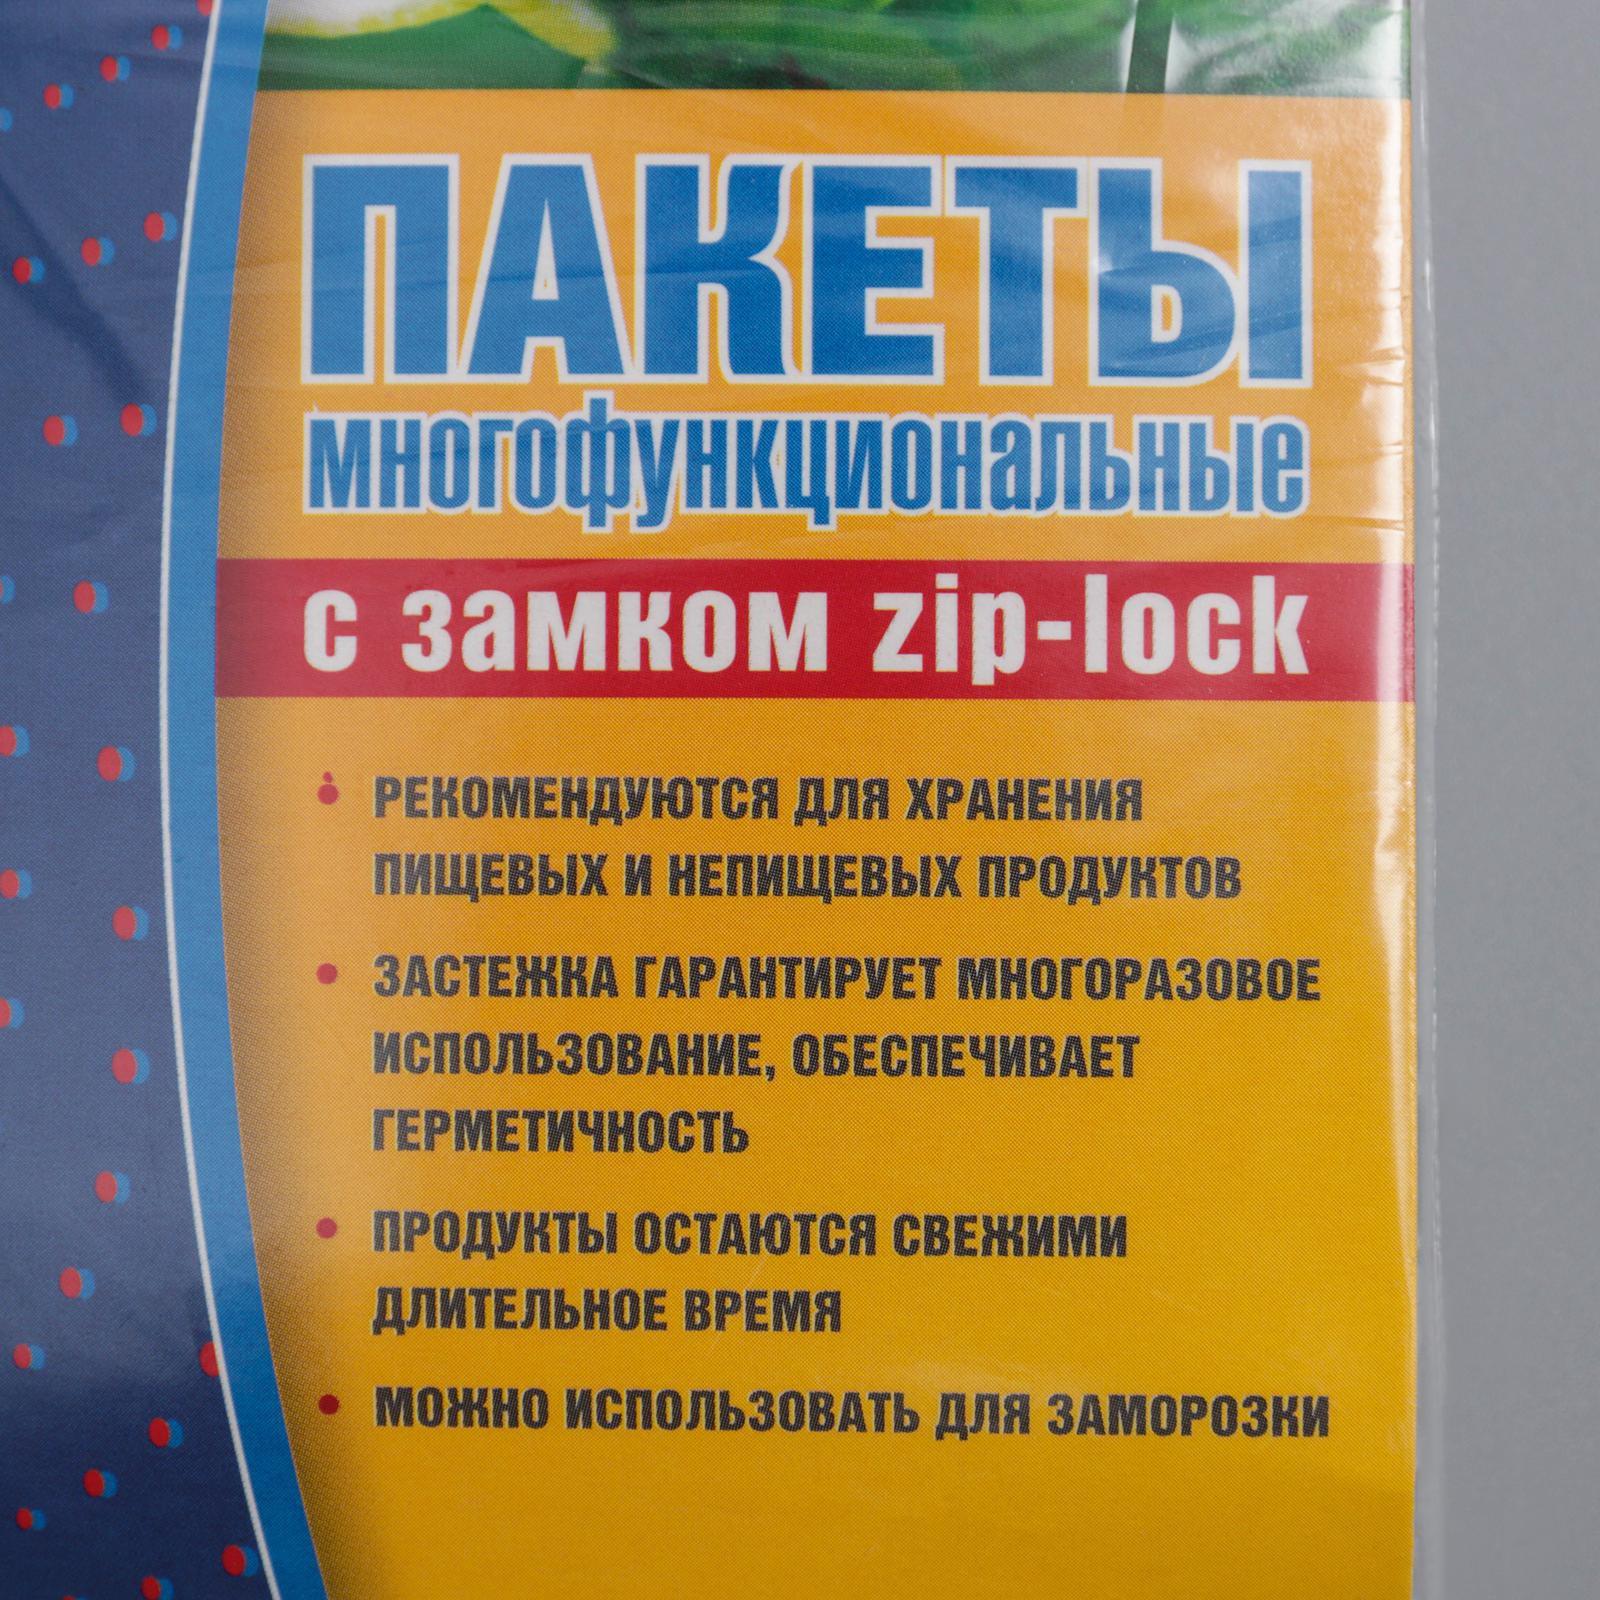 ПАКЕТЫ
многофункциональные
с замком zip-lock
• РЕКОМЕНДУЮТСЯ ДЛЯ ХРАНЕНИЯ
ПИЩЕВЫХ И НЕПИЩЕВЫХ ПРОДУКТОВ
• ЗАСТЕЖКА ГАРАНТИРУЕТ МНОГОРАЗОВОЕ
ИСПОЛЬЗОВАНИЕ, ОБЕСПЕЧИВАЕТ
ГЕРМЕТИЧНОСТЬ
• ПРОДУКТЫ ОСТАЮТСЯ СВЕЖИМИ
ДЛИТЕЛЬНОЕ ВРЕМЯ
• МОЖНО ИСПОЛЬЗОВАТЬ ДЛЯ ЗАМОРОЗКИ